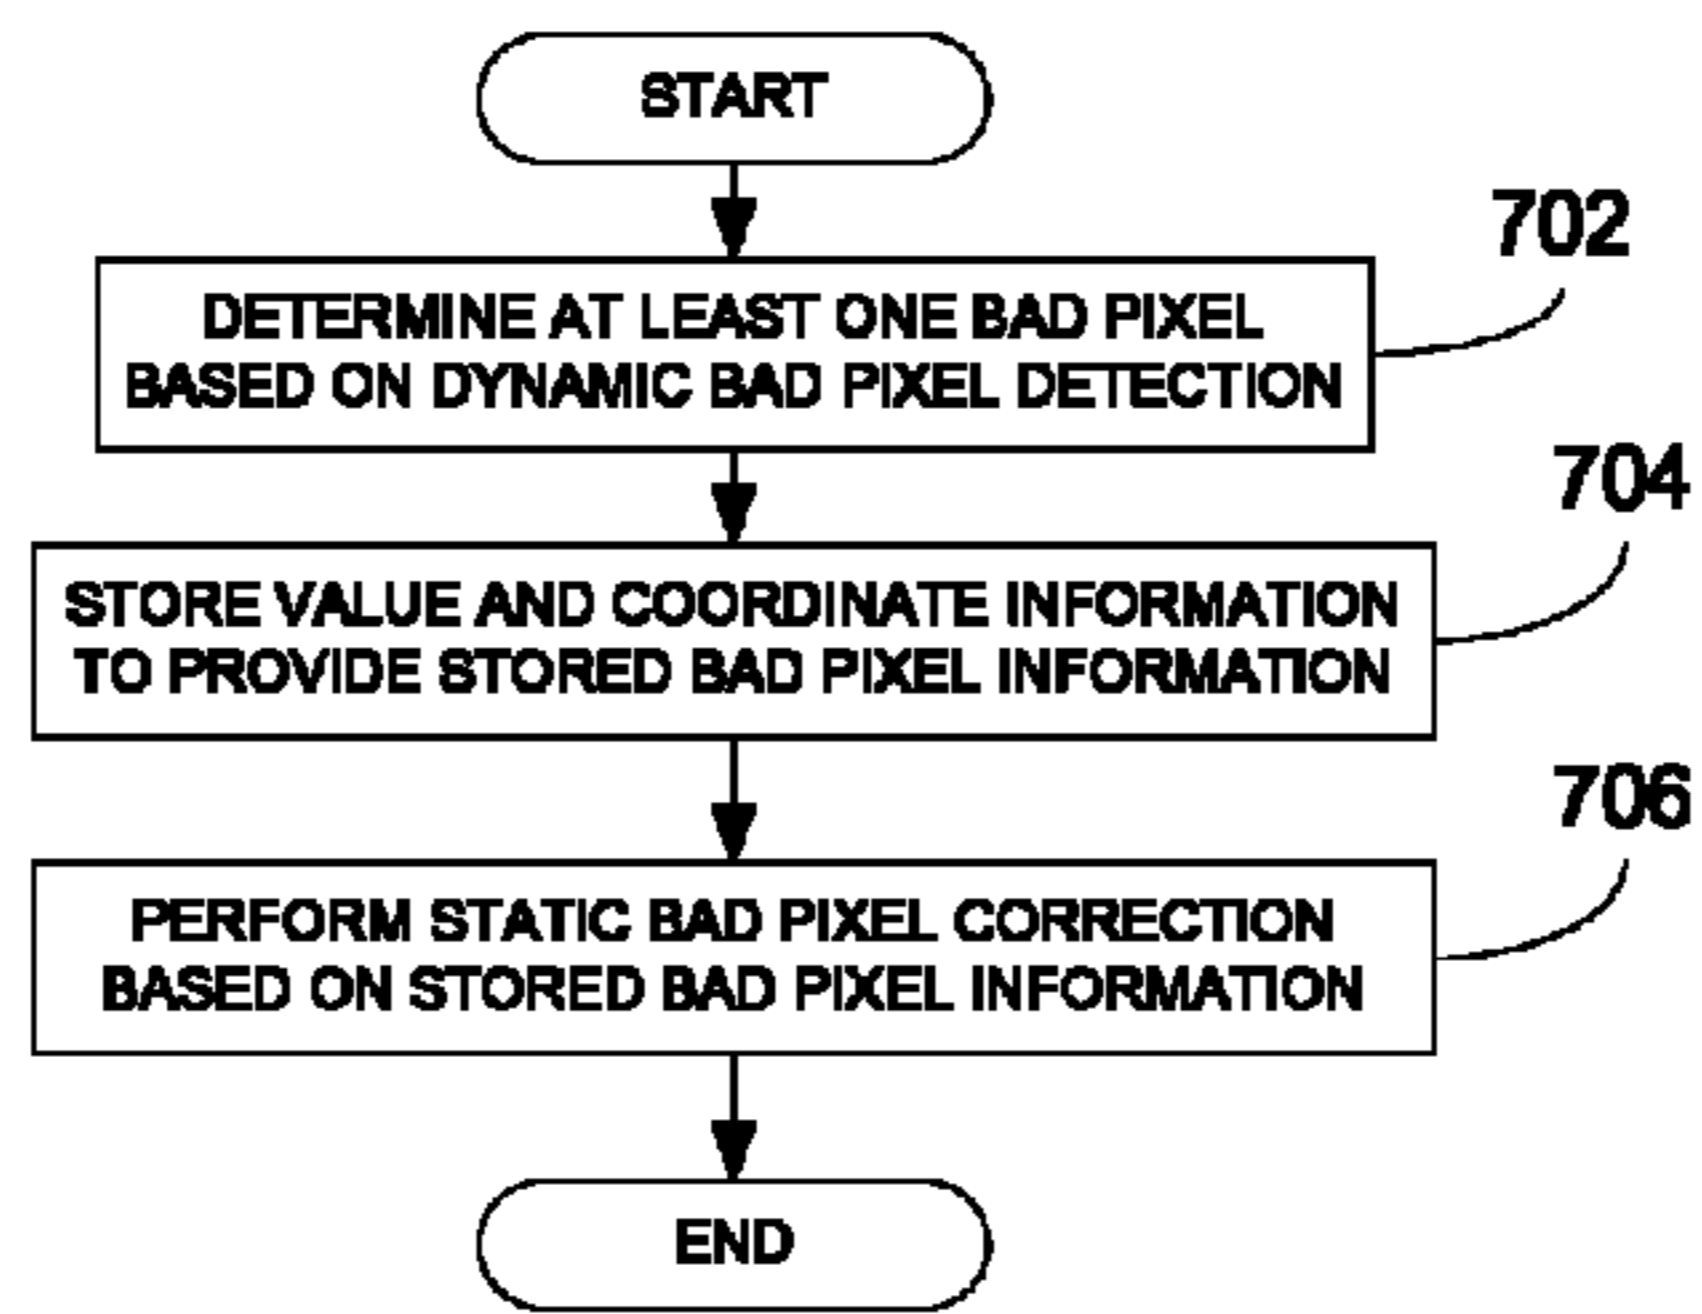 START
702
DETERMINE AT LEAST ONE BAD PIXEL
BASED ON DYNAMIC BAD PIXEL DETECTION
704
STORE VALUE AND COORDINATE INFORMATION
TO PROVIDE STORED BAD PIXEL INFORMATION
706
PERFORM STATIC BAD PIXEL CORRECTION
BASED ON STORED BAD PIXEL INFORMATION
END